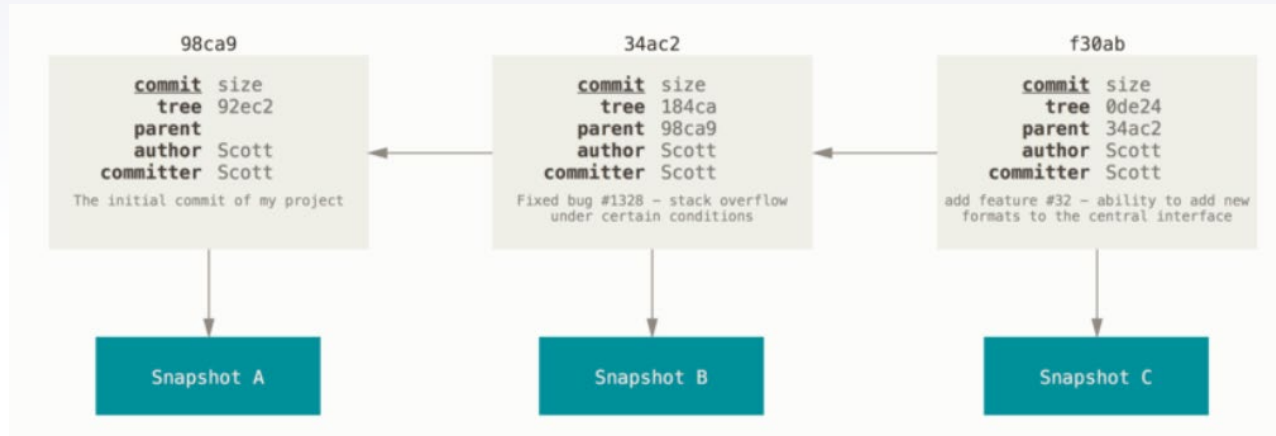 98ca9
commit size
tree 92ec2
parent
author Scott
committer Scott
The initial commit of my project
Snapshot A
34ac2
commit size
tree 184ca
parent 98ca9
author Scott
committer Scott
Fixed bug #1328 – stack overflow
under certain conditions
Snapshot B
f30ab
commit size
tree 0de24
parent 34ac2
author Scott
committer Scott
add feature #32 – ability to add new
formats to the central interface
Snapshot C